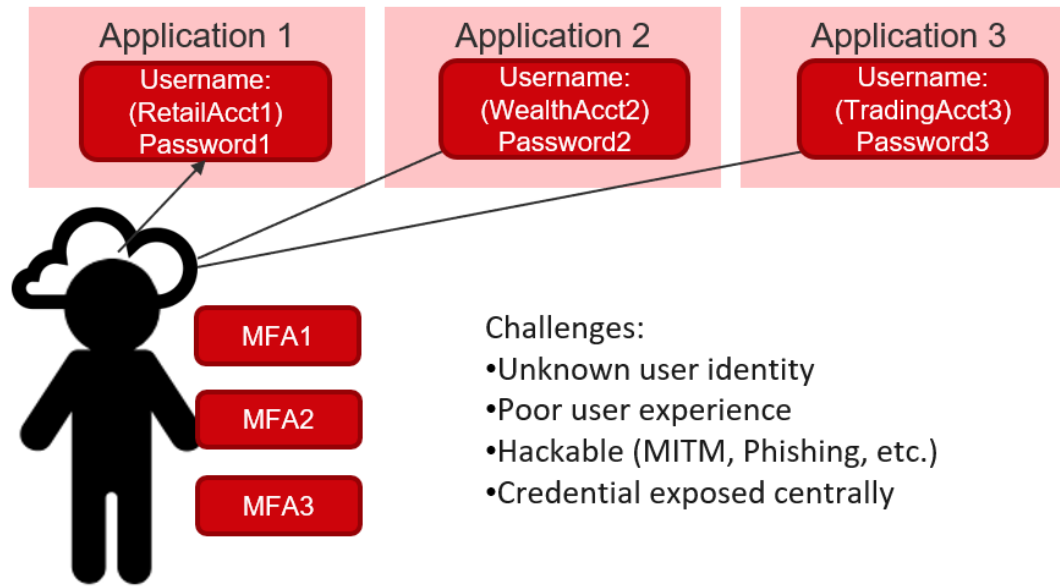 Application 1
Username:
(RetailAcct1)
Password1
Application 2
Username:
(WealthAcct2)
Password2
Application 3
Username:
(TradingAcct3)
Password3
MFA1
MFA2
MFA3
Challenges:
•Unknown user identity
•Poor user experience
•Hackable (MITM, Phishing, etc.)
•Credential exposed centrally